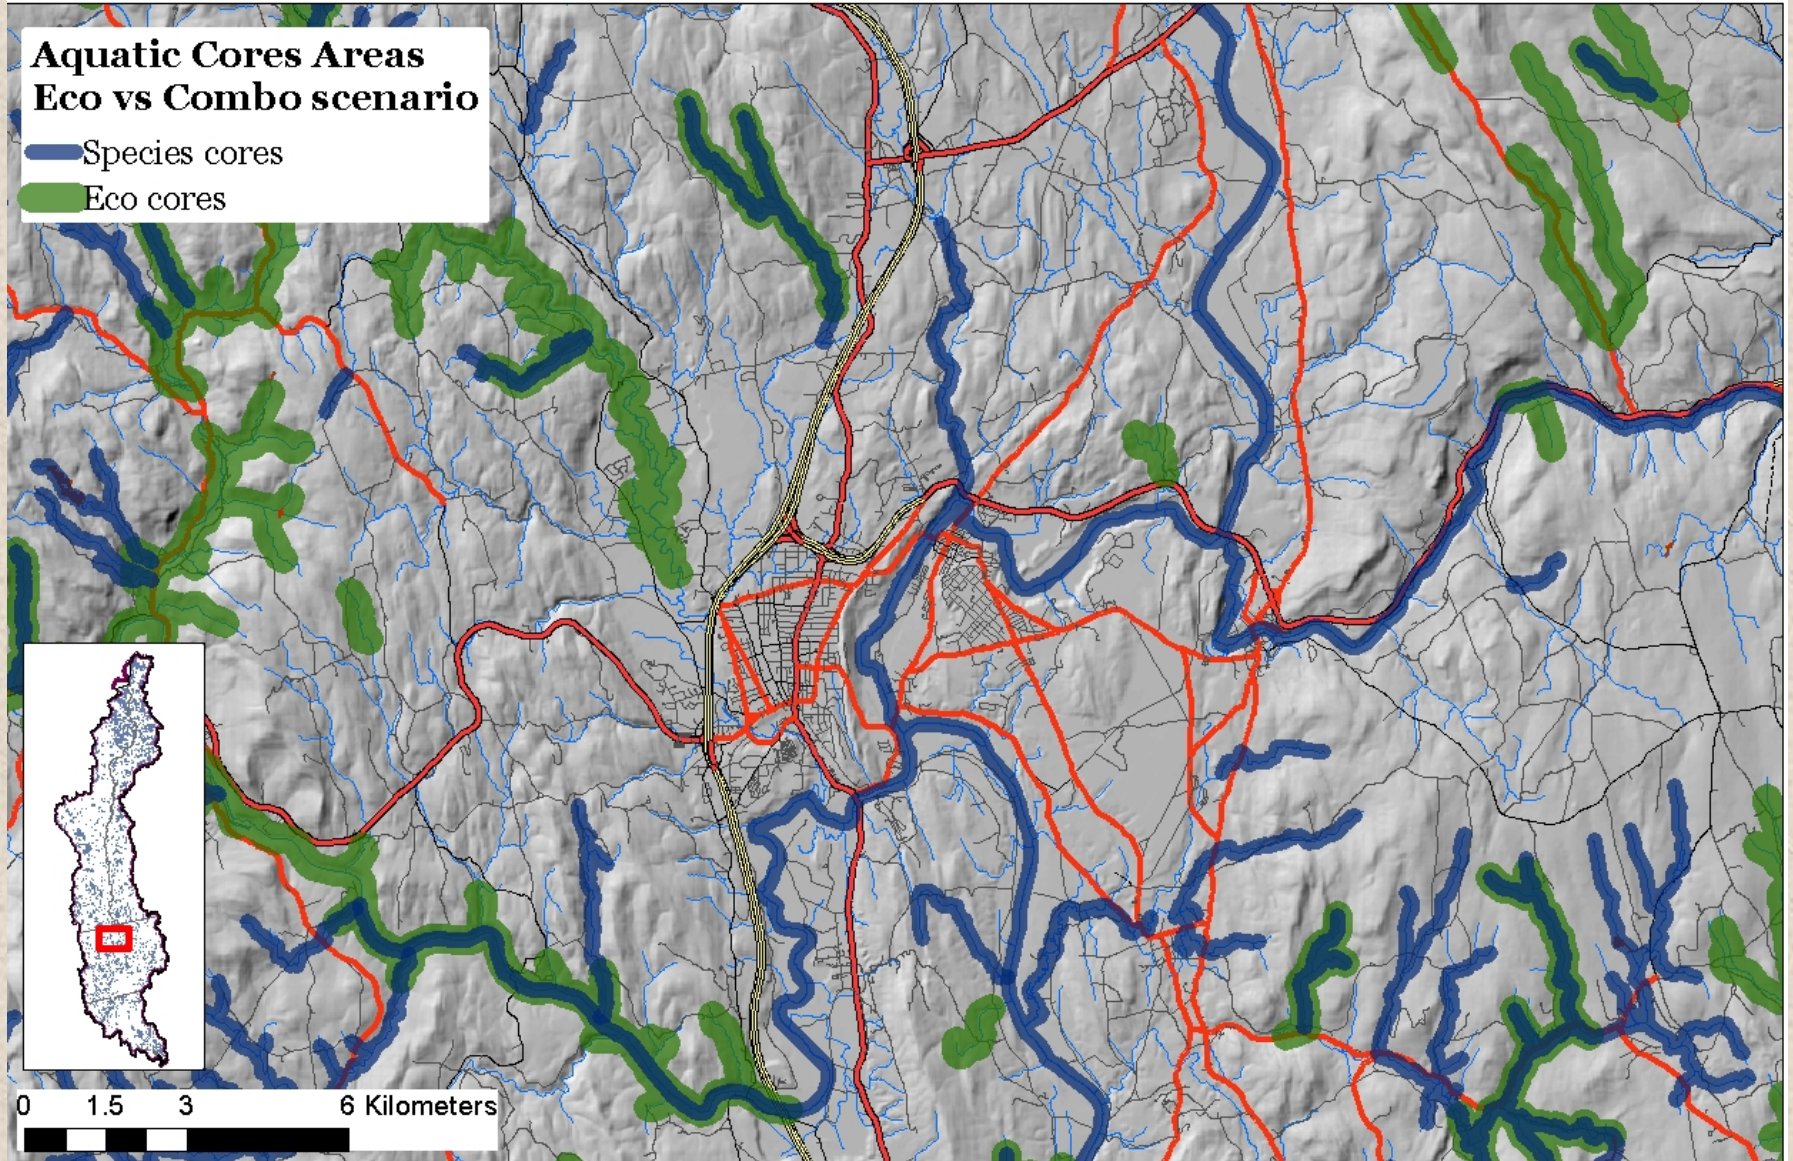 Aquatic Cores Areas
Eco vs Combo scenario
Species cores
Eco cores
0 1.5 3 6 Kilometers